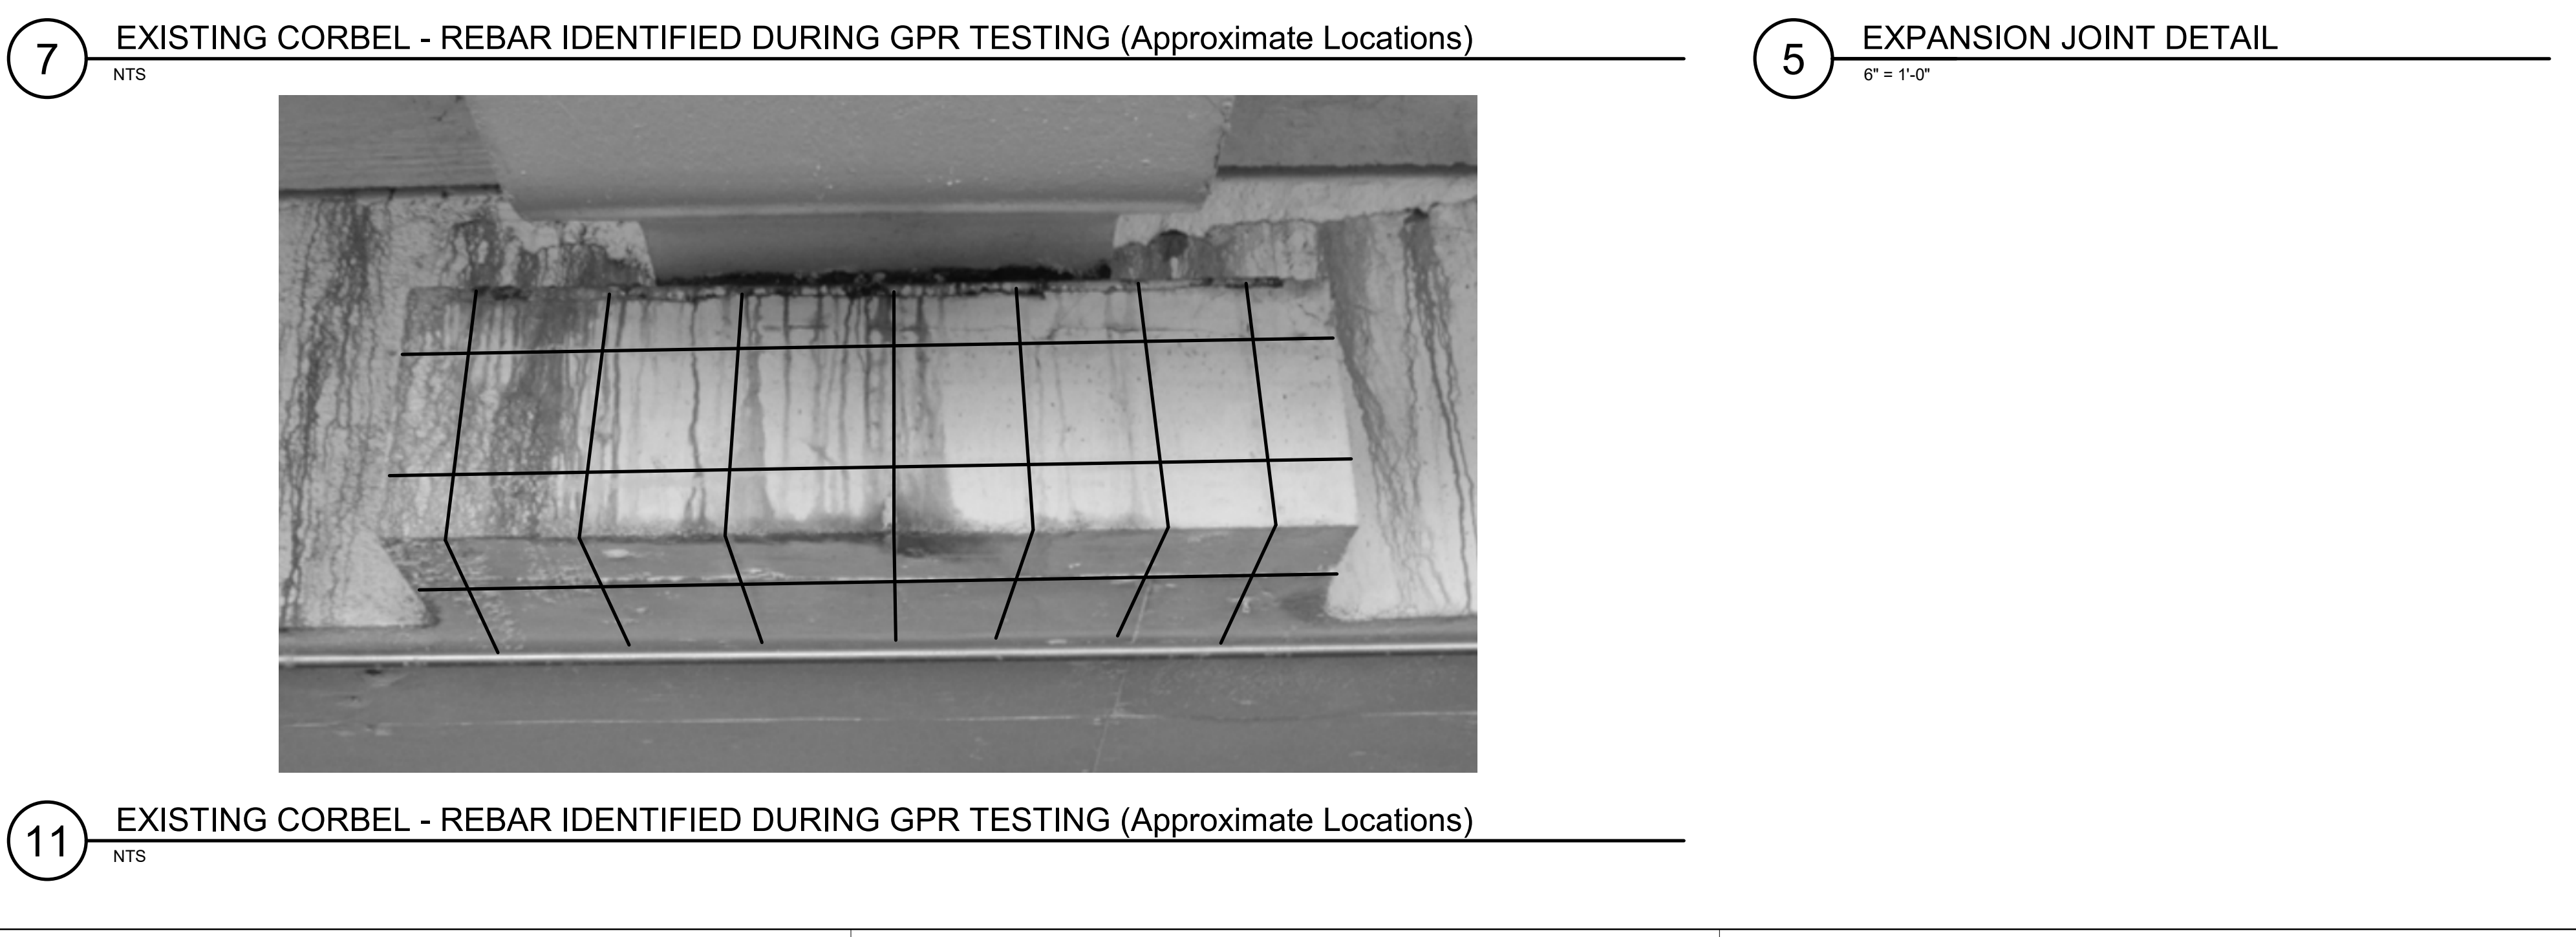 7
EXISTING CORBEL - REBAR IDENTIFIED DURING GPR TESTING (Approximate Locations)
NTS
5
EXPANSION JOINT DETAIL
6" = 1'-0"
11
EXISTING CORBEL - REBAR IDENTIFIED DURING GPR TESTING (Approximate Locations)
NTS